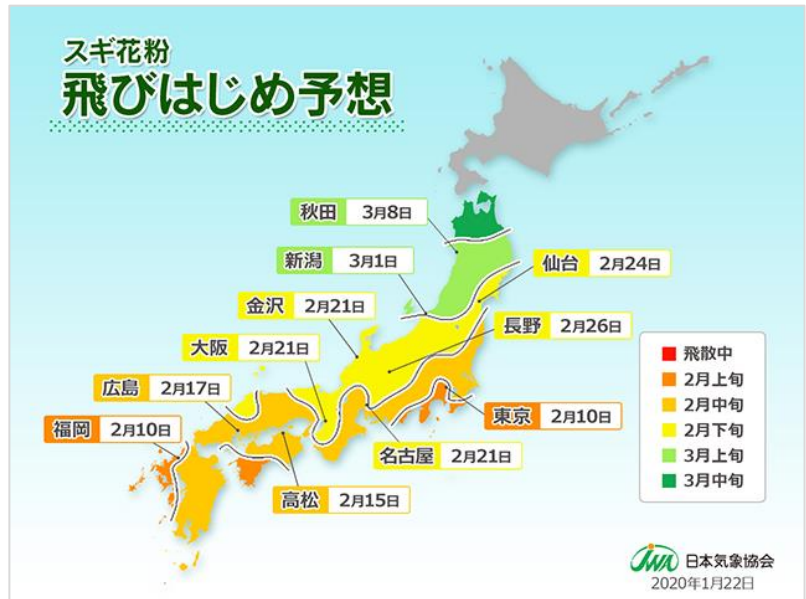 スギ花粉
飛びはじめ予想
秋田 3月8日
新潟 3月1日
仙台 2月24日
金沢 2月21日
長野 2月26日
大阪 2月21日
広島 2月17日
福岡 2月10日
東京 2月10日
名古屋 2月21日
高松 2月15日
飛散中
2月上旬
2月中旬
2月下旬
3月上旬
3月中旬
JWA 日本気象協会
2020年1月22日